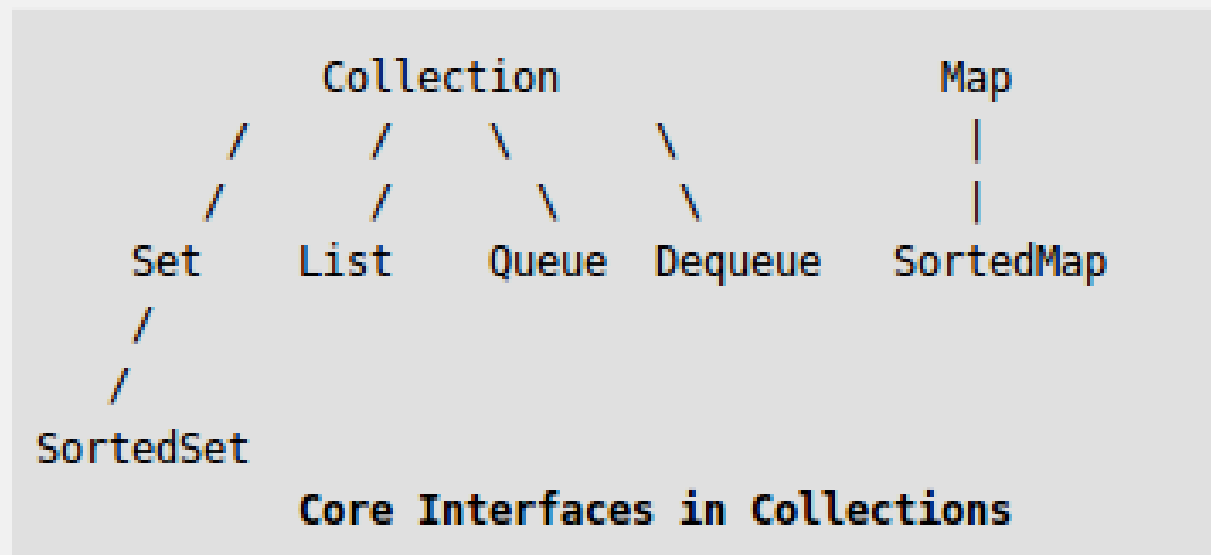 Collection Map
/ / \ \ |
/ / \ \ |
Set List Queue Dequeue SortedMap
/
/
SortedSet
Core Interfaces in Collections